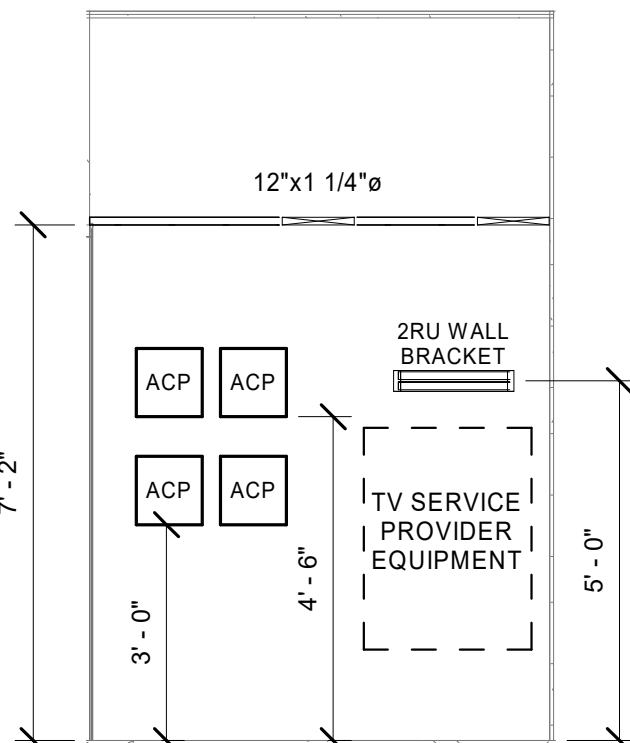 12"x1 1/4"ø
2RU WALL
BRACKET
ACP ACP
ACP ACP
TV SERVICE
PROVIDER
EQUIPMENT
7' - 2"
3' - 0"
4' - 6"
5' - 0"